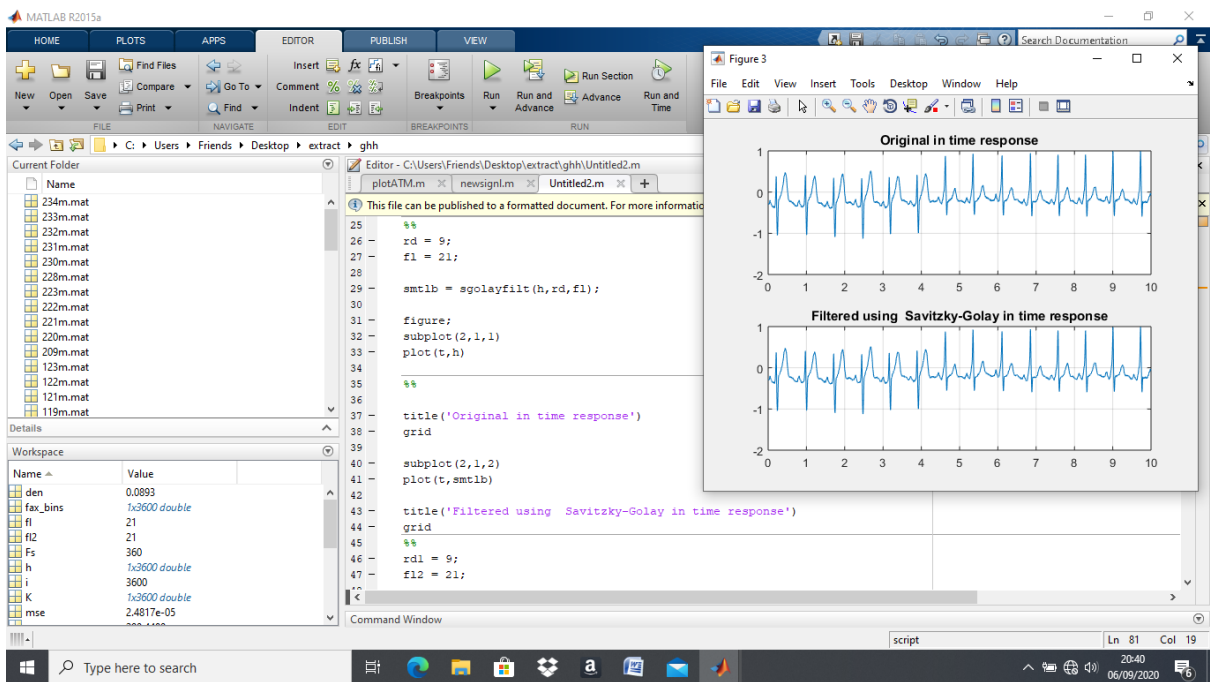 MATLAB R2015a
HOME PLOTS APPS EDITOR PUBLISH VIEW
Search Documentation
New Open Save
Find Files
Compare
Print
Go To
Find
Insert
Comment
Indent
Breakpoints
Run
Run and Advance
Run Section
Advance
Run and Time
FILE NAVIGATE EDIT BREAKPOINTS RUN
C: Users Friends Desktop extract ghh
Current Folder
Name
234m.mat
233m.mat
232m.mat
231m.mat
230m.mat
228m.mat
223m.mat
222m.mat
221m.mat
220m.mat
209m.mat
123m.mat
122m.mat
121m.mat
119m.mat
Details
Workspace
Name Value
den 0.0893
fax_bins 1x3600 double
fl 21
fl2 21
Fs 360
h 1x3600 double
i 3600
K 1x3600 double
mse 2.4817e-05
Editor - C:\Users\Friends\Desktop\extract\ghh\Untitled2.m
plotATM.m newsignl.m Untitled2.m
This file can be published to a formatted document. For more informatio
25 %%
26 - rd = 9;
27 - fl = 21;
28
29 - smtlb = sgolayfilt(h,rd,fl);
30
31 - figure;
32 - subplot(2,1,1)
33 - plot(t,h)
34
35 %%
36
37 - title('Original in time response')
38 - grid
39
40 - subplot(2,1,2)
41 - plot(t,smtlb)
42
43 - title('Filtered using  Savitzky-Golay in time response')
44 - grid
45 %%
46 - rd1 = 9;
47 - fl2 = 21;
Command Window
Figure 3
File Edit View Insert Tools Desktop Window Help
Original in time response
1
0
-1
-2
0 1 2 3 4 5 6 7 8 9 10
Filtered using  Savitzky-Golay in time response
1
0
-1
-2
0 1 2 3 4 5 6 7 8 9 10
script Ln 81 Col 19
Type here to search
a
20:40
06/09/2020
6